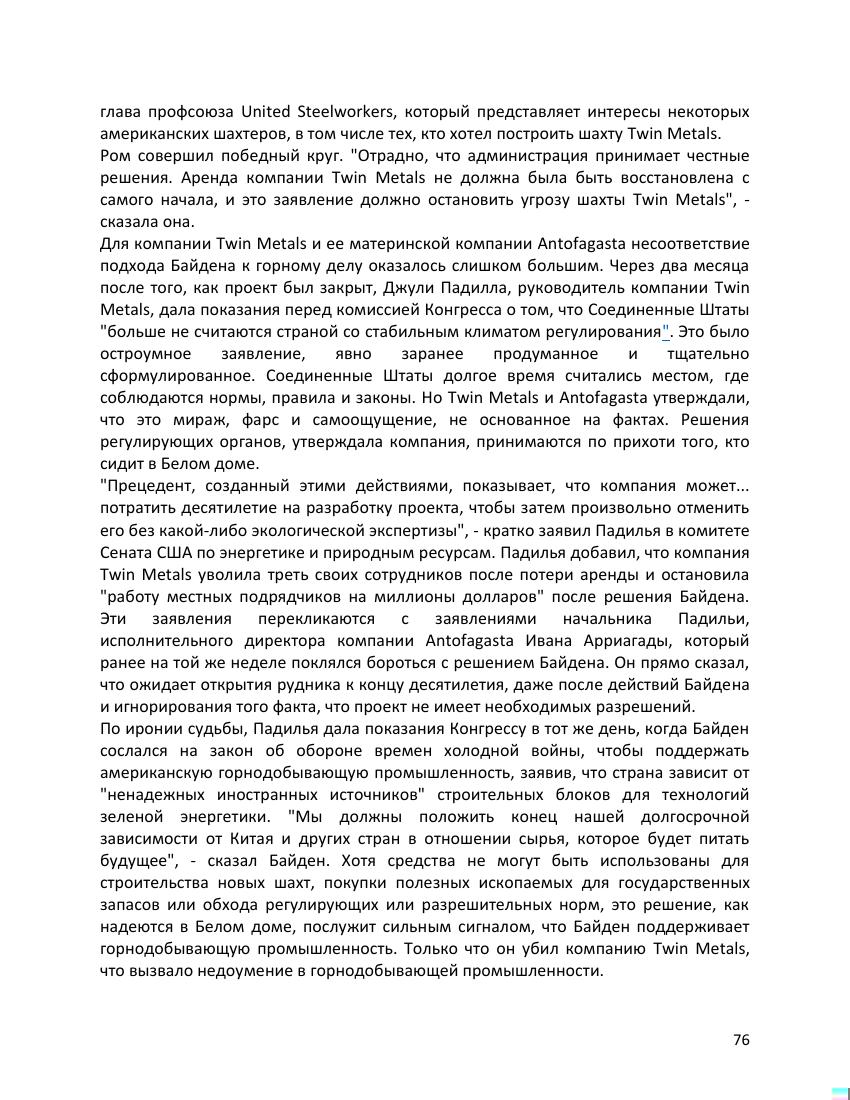 глава профсоюза United Steelworkers, который представляет интересы некоторых
американских шахтеров, в том числе тех, кто хотел построить шахту Twin Metals.
Ром совершил победный круг. "Отрадно, что администрация принимает честные
решения. Аренда компании Twin Metals не должна была быть восстановлена с
самого начала, и это заявление должно остановить угрозу шахты Twin Metals", -
сказала она.
Для компании Twin Metals и ее материнской компании Antofagasta несоответствие
подхода Байдена к горному делу оказалось слишком большим. Через два месяца
после того, как проект был закрыт, Джули Падилла, руководитель компании Twin
Metals, дала показания перед комиссией Конгресса о том, что Соединенные Штаты
"больше не считаются страной со стабильным климатом регулирования". Это было
остроумное заявление, явно заранее продуманное и тщательно
сформулированное. Соединенные Штаты долгое время считались местом, где
соблюдаются нормы, правила и законы. Но Twin Metals и Antofagasta утверждали,
что это мираж, фарс и самоощущение, не основанное на фактах. Решения
регулирующих органов, утверждала компания, принимаются по прихоти того, кто
сидит в Белом доме.
"Прецедент, созданный этими действиями, показывает, что компания может...
потратить десятилетие на разработку проекта, чтобы затем произвольно отменить
его без какой-либо экологической экспертизы", - кратко заявил Падилья в комитете
Сената США по энергетике и природным ресурсам. Падилья добавил, что компания
Twin Metals уволила треть своих сотрудников после потери аренды и остановила
"работу местных подрядчиков на миллионы долларов" после решения Байдена.
Эти заявления перекликаются с заявлениями начальника Падильи,
исполнительного директора компании Antofagasta Ивана Арриагады, который
ранее на той же неделе поклялся бороться с решением Байдена. Он прямо сказал,
что ожидает открытия рудника к концу десятилетия, даже после действий Байдена
и игнорирования того факта, что проект не имеет необходимых разрешений.
По иронии судьбы, Падилья дала показания Конгрессу в тот же день, когда Байден
сослался на закон об обороне времен холодной войны, чтобы поддержать
американскую горнодобывающую промышленность, заявив, что страна зависит от
"ненадежных иностранных источников" строительных блоков для технологий
зеленой энергетики. "Мы должны положить конец нашей долгосрочной
зависимости от Китая и других стран в отношении сырья, которое будет питать
будущее", - сказал Байден. Хотя средства не могут быть использованы для
строительства новых шахт, покупки полезных ископаемых для государственных
запасов или обхода регулирующих или разрешительных норм, это решение, как
надеются в Белом доме, послужит сильным сигналом, что Байден поддерживает
горнодобывающую промышленность. Только что он убил компанию Twin Metals,
что вызвало недоумение в горнодобывающей промышленности.
76